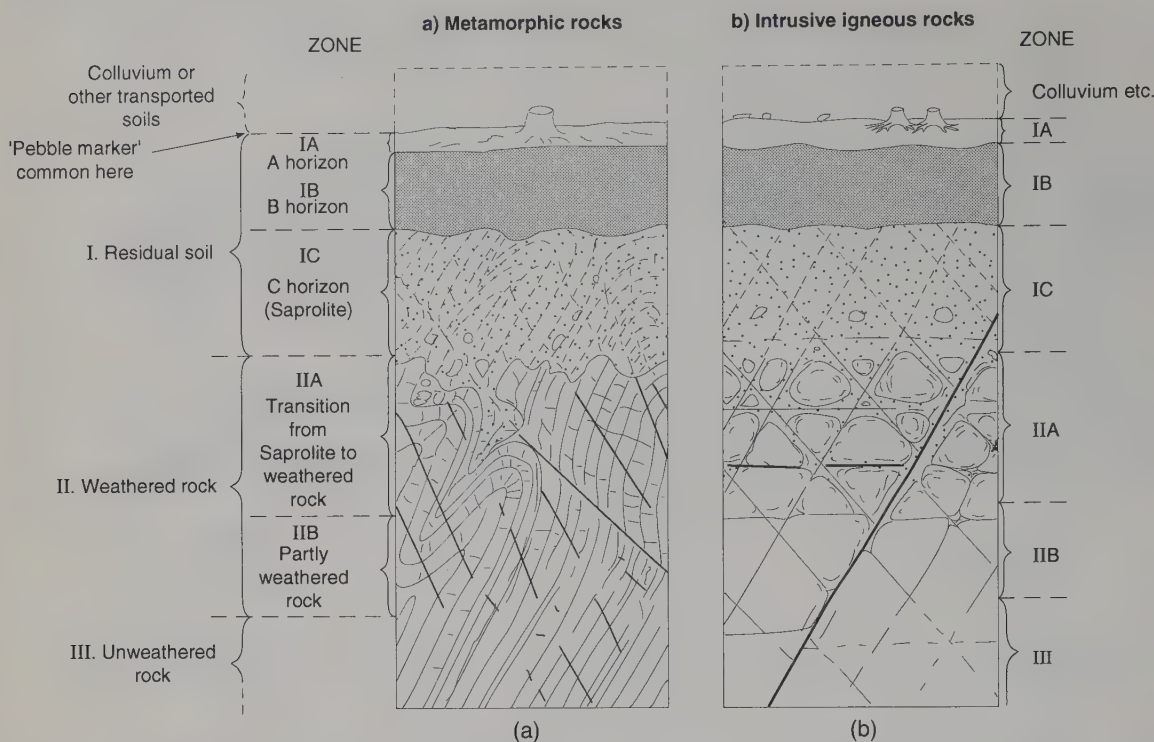 a) Metamorphic rocks
b) Intrusive igneous rocks
ZONE
ZONE
Colluvium or
other transported
soils
'Pebble marker'
common here
I. Residual soil
II. Weathered rock
III. Unweathered
rock
IA
A horizon
IB
B horizon
IC
C horizon
(Saprolite)
IIA
Transition
from
Saprolite to
weathered
rock
IIB
Partly
weathered
rock
Colluvium etc.
IA
IB
IC
IIA
IIB
III
(a)
(b)